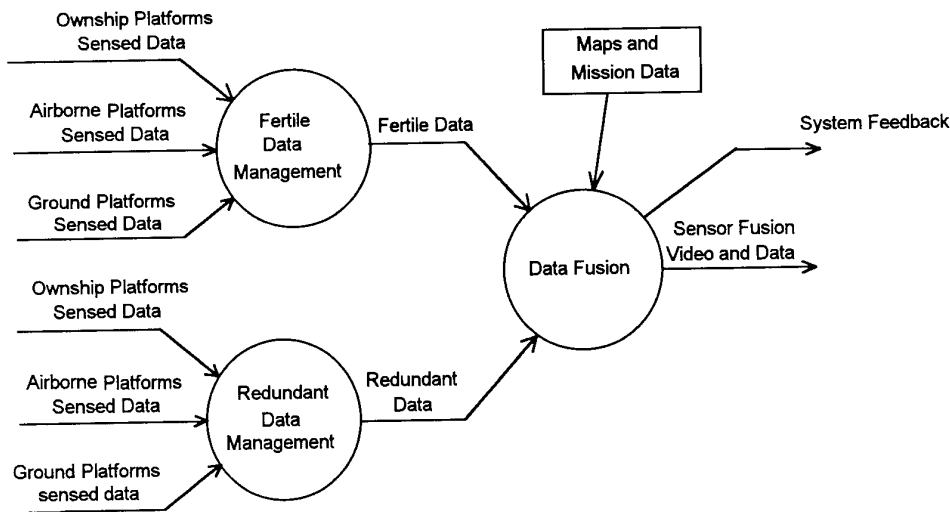 Ownship Platforms
Sensed Data
Airborne Platforms
Sensed Data
Ground Platforms
Sensed Data
Fertile
Data
Management
Fertile Data
Maps and
Mission Data
System Feedback
Data Fusion
Sensor Fusion
Video and Data
Ownship Platforms
Sensed Data
Airborne Platforms
Sensed Data
Ground Platforms
sensed data
Redundant
Data
Management
Redundant
Data